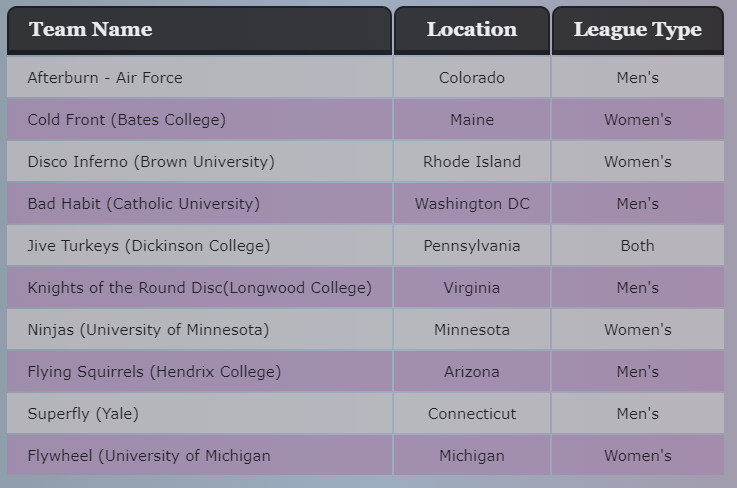 Team Name Location League Type
Afterburn - Air Force Colorado Men's
Cold Front (Bates College) Maine Women's
Disco Inferno (Brown University) Rhode Island Women's
Bad Habit (Catholic University) Washington DC Men's
Jive Turkeys (Dickinson College) Pennsylvania Both
Knights of the Round Disc(Longwood College) Virginia Men's
Ninjas (University of Minnesota) Minnesota Women's
Flying Squirrels (Hendrix College) Arizona Men's
Superfly (Yale) Connecticut Men's
Flywheel (University of Michigan Michigan Women's